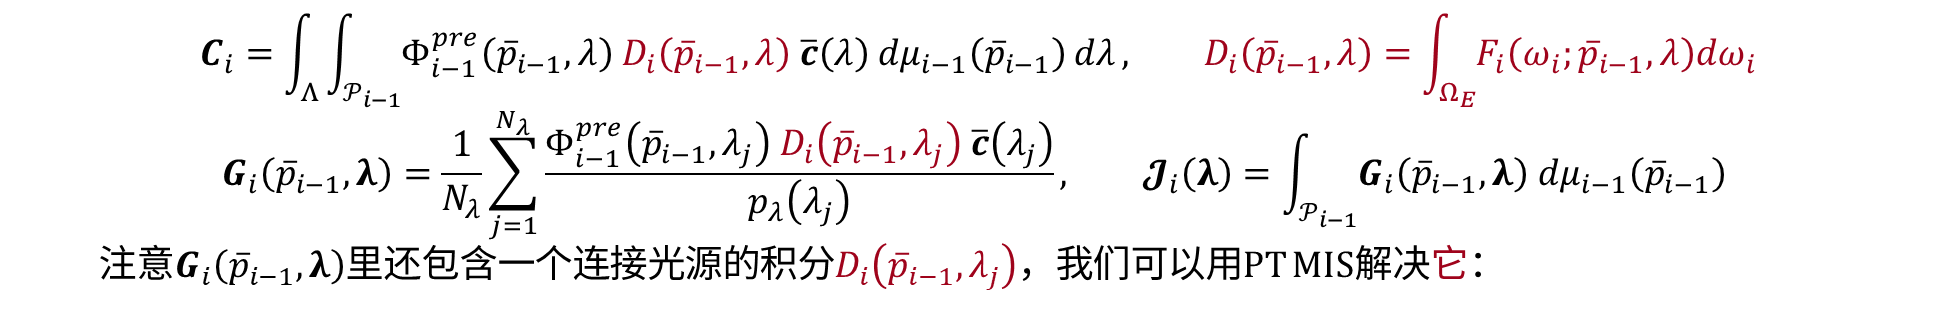 𝑪ᵢ = ∫_Λ ∫_{𝒫_{i−1}} Φ^{pre}_{i−1}(p̄_{i−1}, λ) D_i(p̄_{i−1}, λ) c̄(λ) dμ_{i−1}(p̄_{i−1}) dλ , D_i(p̄_{i−1}, λ) = ∫_{Ω_E} F_i(ω_i; p̄_{i−1}, λ)dω_i
𝑮_i(p̄_{i−1}, 𝛌) = \frac{1}{N_λ} ∑_{j=1}^{N_λ} \frac{Φ^{pre}_{i−1}(p̄_{i−1}, λ_j) D_i(p̄_{i−1}, λ_j) c̄(λ_j)}{p_λ(λ_j)} , 𝓙_i(𝛌) = ∫_{𝒫_{i−1}} 𝑮_i(p̄_{i−1}, 𝛌) dμ_{i−1}(p̄_{i−1})
注意𝑮_i(p̄_{i−1}, 𝛌)里还包含一个连接光源的积分D_i(p̄_{i−1}, λ_j)，我们可以用PT MIS解决它：